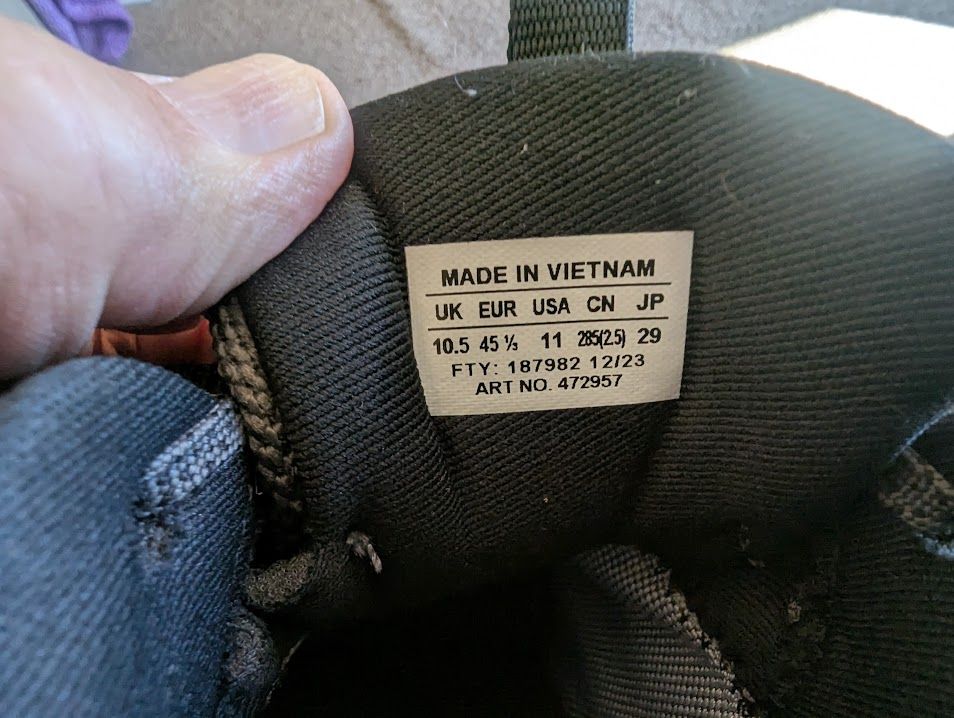 MADE IN VIETNAM
UK EUR USA CN JP
10.5 45 ⅓ 11 285(2.5) 29
FTY: 187982 12/23
ART NO. 472957